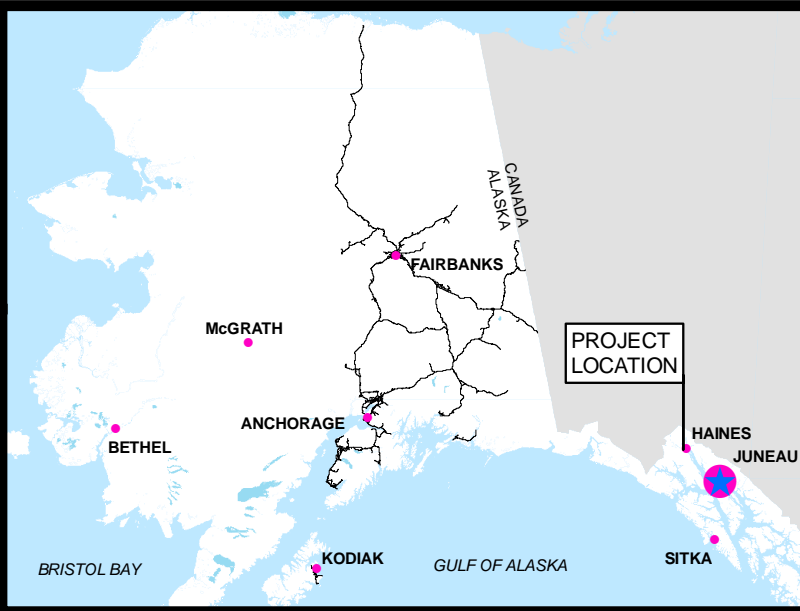 CANADA
ALASKA
FAIRBANKS
McGRATH
PROJECT
LOCATION
ANCHORAGE
BETHEL
HAINES
JUNEAU
KODIAK
SITKA
BRISTOL BAY
GULF OF ALASKA